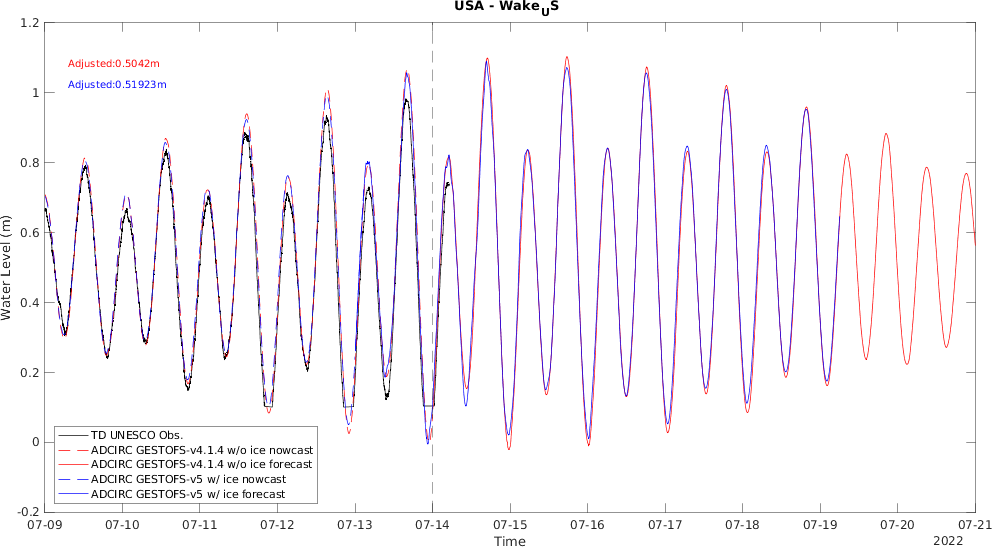 USA - WakeUS
1.2
1
0.8
0.6
0.4
0.2
0
-0.2
Water Level (m)
Adjusted:0.5042m
Adjusted:0.51923m
TD UNESCO Obs.
ADCIRC GESTOFS-v4.1.4 w/o ice nowcast
ADCIRC GESTOFS-v4.1.4 w/o ice forecast
ADCIRC GESTOFS-v5 w/ ice nowcast
ADCIRC GESTOFS-v5 w/ ice forecast
07-09 07-10 07-11 07-12 07-13 07-14 07-15 07-16 07-17 07-18 07-19 07-20 07-21
Time
2022